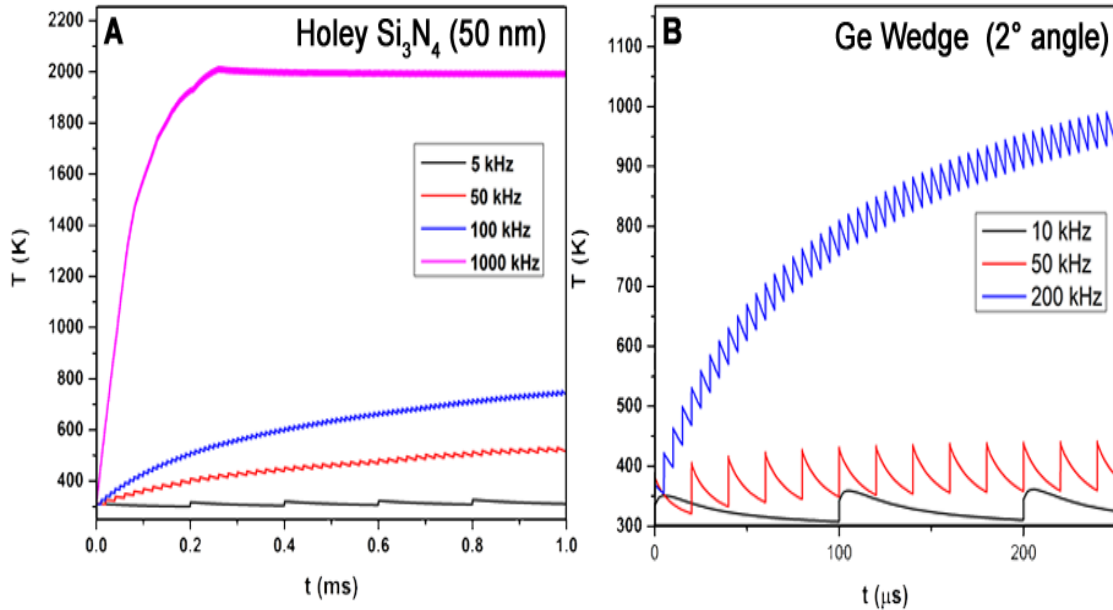 A
Holey Si₃N₄ (50 nm)
2200
2000
1800
1600
1400
1200
1000
800
600
400
T (K)
5 kHz
50 kHz
100 kHz
1000 kHz
0.0
0.2
0.4
0.6
0.8
1.0
t (ms)
B
Ge Wedge (2° angle)
1100
1000
900
800
700
600
500
400
300
T (K)
10 kHz
50 kHz
200 kHz
0
100
200
t (μs)